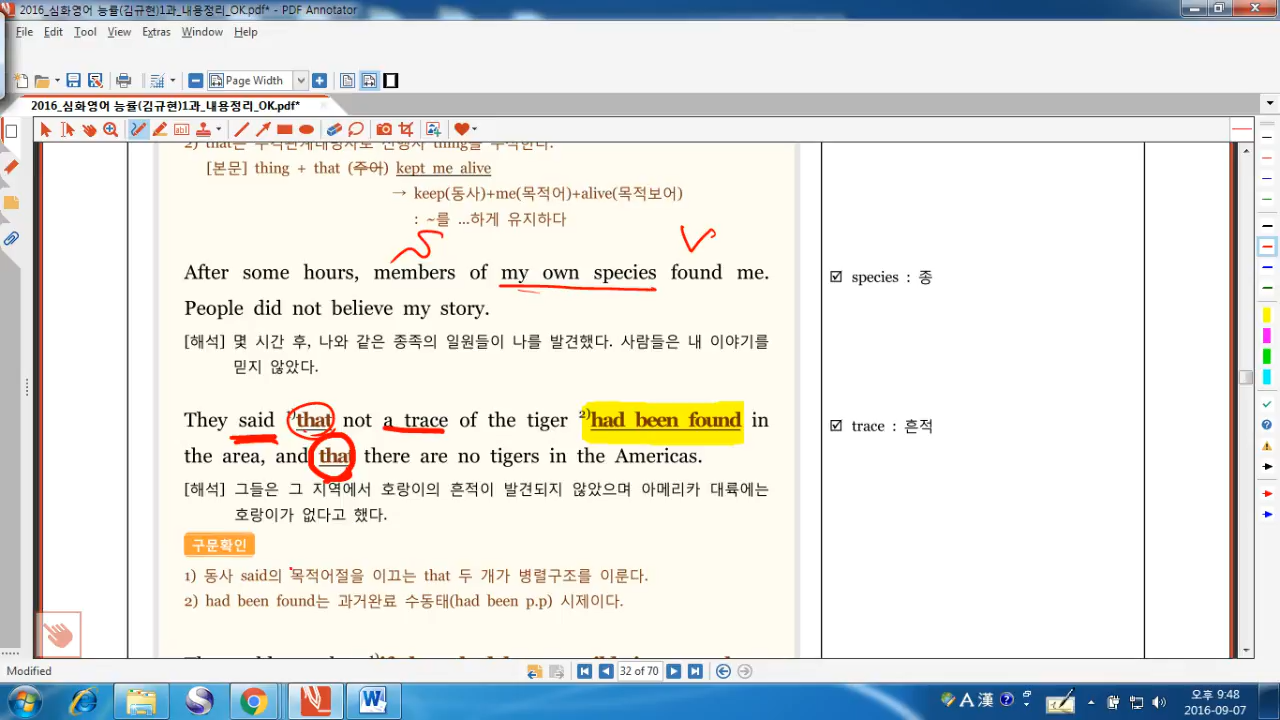 2016_심화영어 능률(김규현)1과_내용정리_OK.pdf* - PDF Annotator
File Edit Tool View Extras Window Help
Page Width
2016_심화영어 능률(김규현)1과_내용정리_OK.pdf*
[본문] thing + that (주어) kept me alive
→ keep(동사)+me(목적어)+alive(목적보어)
: ~를 ...하게 유지하다
After some hours, members of my own species found me.
People did not believe my story.
☑ species : 종
[해석] 몇 시간 후, 나와 같은 종족의 일원들이 나를 발견했다. 사람들은 내 이야기를
믿지 않았다.
They said 1)that not a trace of the tiger 2)had been found in
the area, and that there are no tigers in the Americas.
☑ trace : 흔적
[해석] 그들은 그 지역에서 호랑이의 흔적이 발견되지 않았으며 아메리카 대륙에는
호랑이가 없다고 했다.
구문확인
1) 동사 said의 목적어절을 이끄는 that 두 개가 병렬구조를 이룬다.
2) had been found는 과거완료 수동태(had been p.p) 시제이다.
Modified
32 of 70
A 漢
오후 9:48
2016-09-07